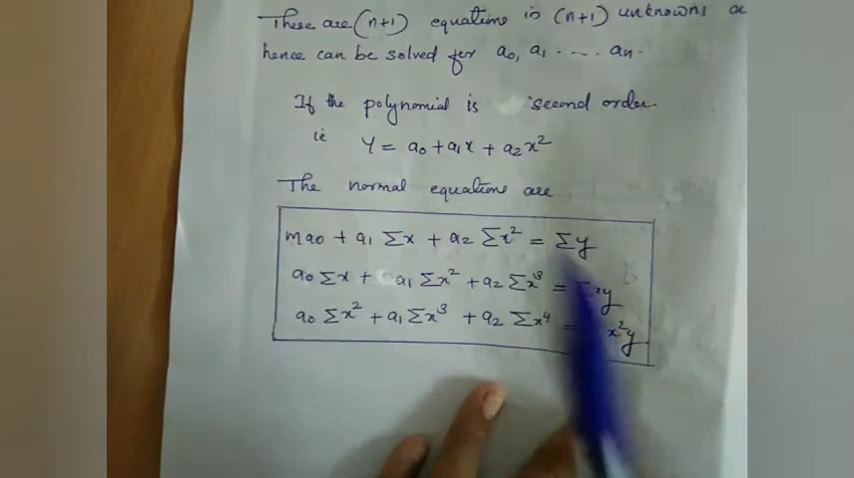 These are (n+1) equations in (n+1) unknowns &
hence can be solved for a₀, a₁ ..... aₙ.
If the polynomial is second order.
ie Y = a₀ + a₁x + a₂x²
The normal equations are
ma₀ + a₁ Σx + a₂ Σx² = Σy
a₀ Σx + a₁ Σx² + a₂ Σx³ = Σxy
a₀ Σx² + a₁ Σx³ + a₂ Σx⁴ = x²y